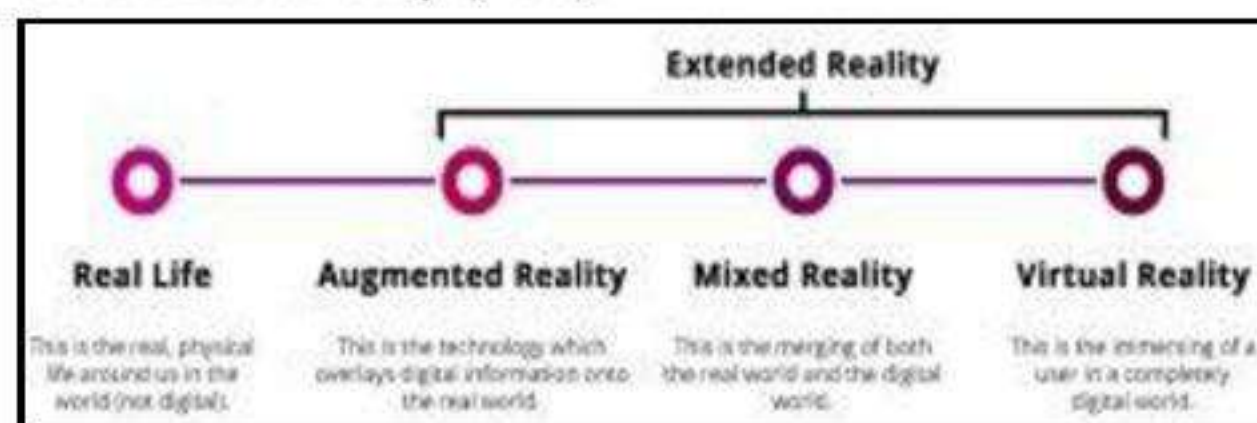 Extended Reality
Real Life
Augmented Reality
Mixed Reality
Virtual Reality
This is the real, physical
life around us in the
world (not digital).
This is the technology which
overlays digital information onto
the real world.
This is the merging of both
the real world and the digital
world.
This is the immersing of a
user in a completely
digital world.